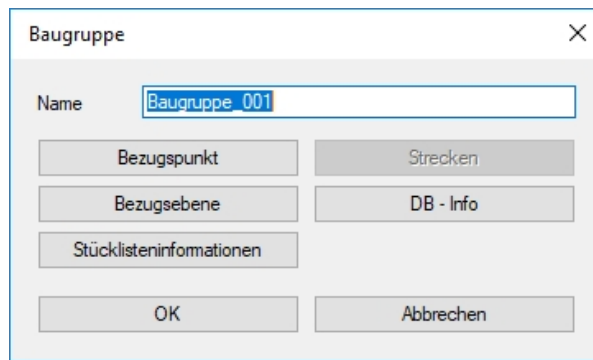 Baugruppe
Name Baugruppe_001
Bezugspunkt Strecken
Bezugsebene DB - Info
Stücklisteninformationen
OK Abbrechen